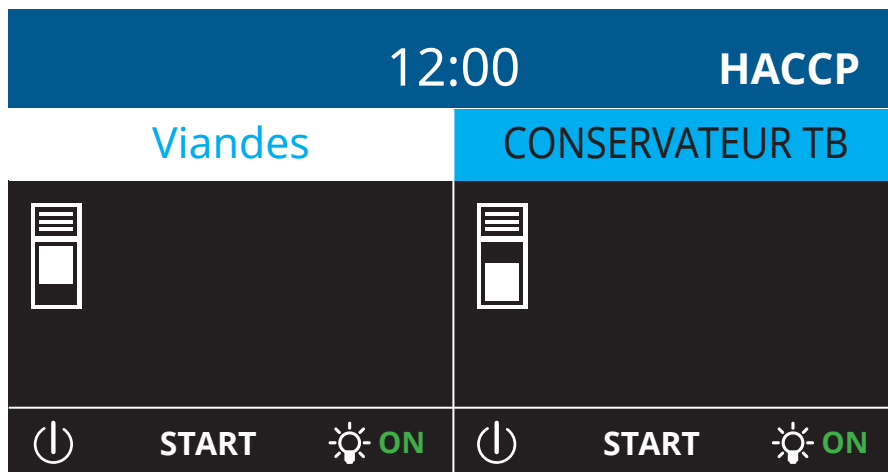 12:00 HACCP
Viandes CONSERVATEUR TB
START ON START ON